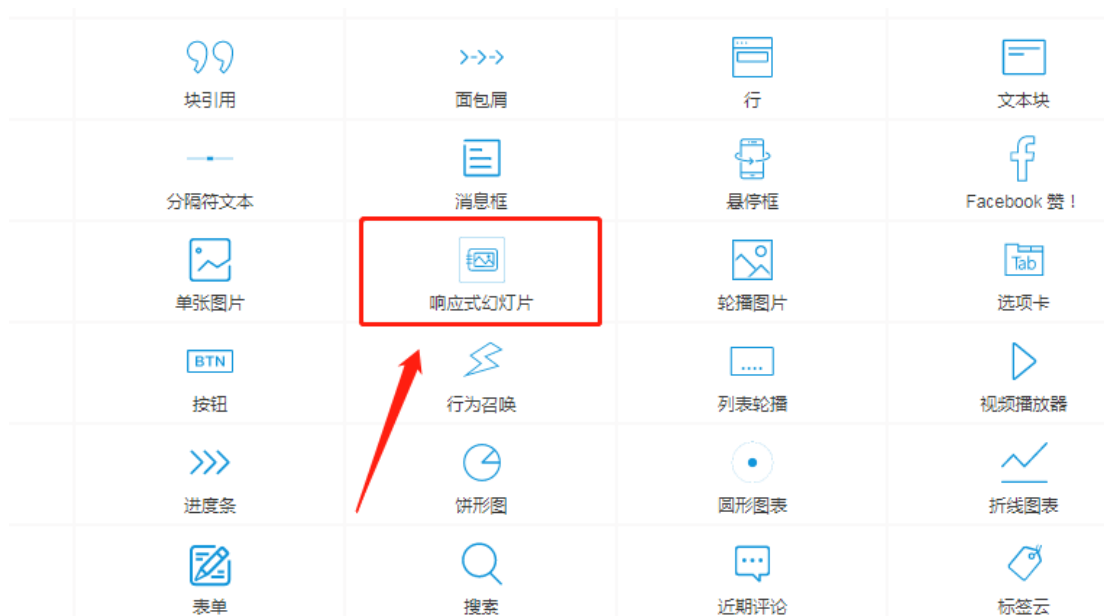 块引用
面包屑
行
文本块
分隔符文本
消息框
悬停框
Facebook 赞！
单张图片
响应式幻灯片
轮播图片
Tab
选项卡
BTN
按钮
行为召唤
列表轮播
视频播放器
进度条
饼形图
圆形图表
折线图表
表单
搜索
近期评论
标签云